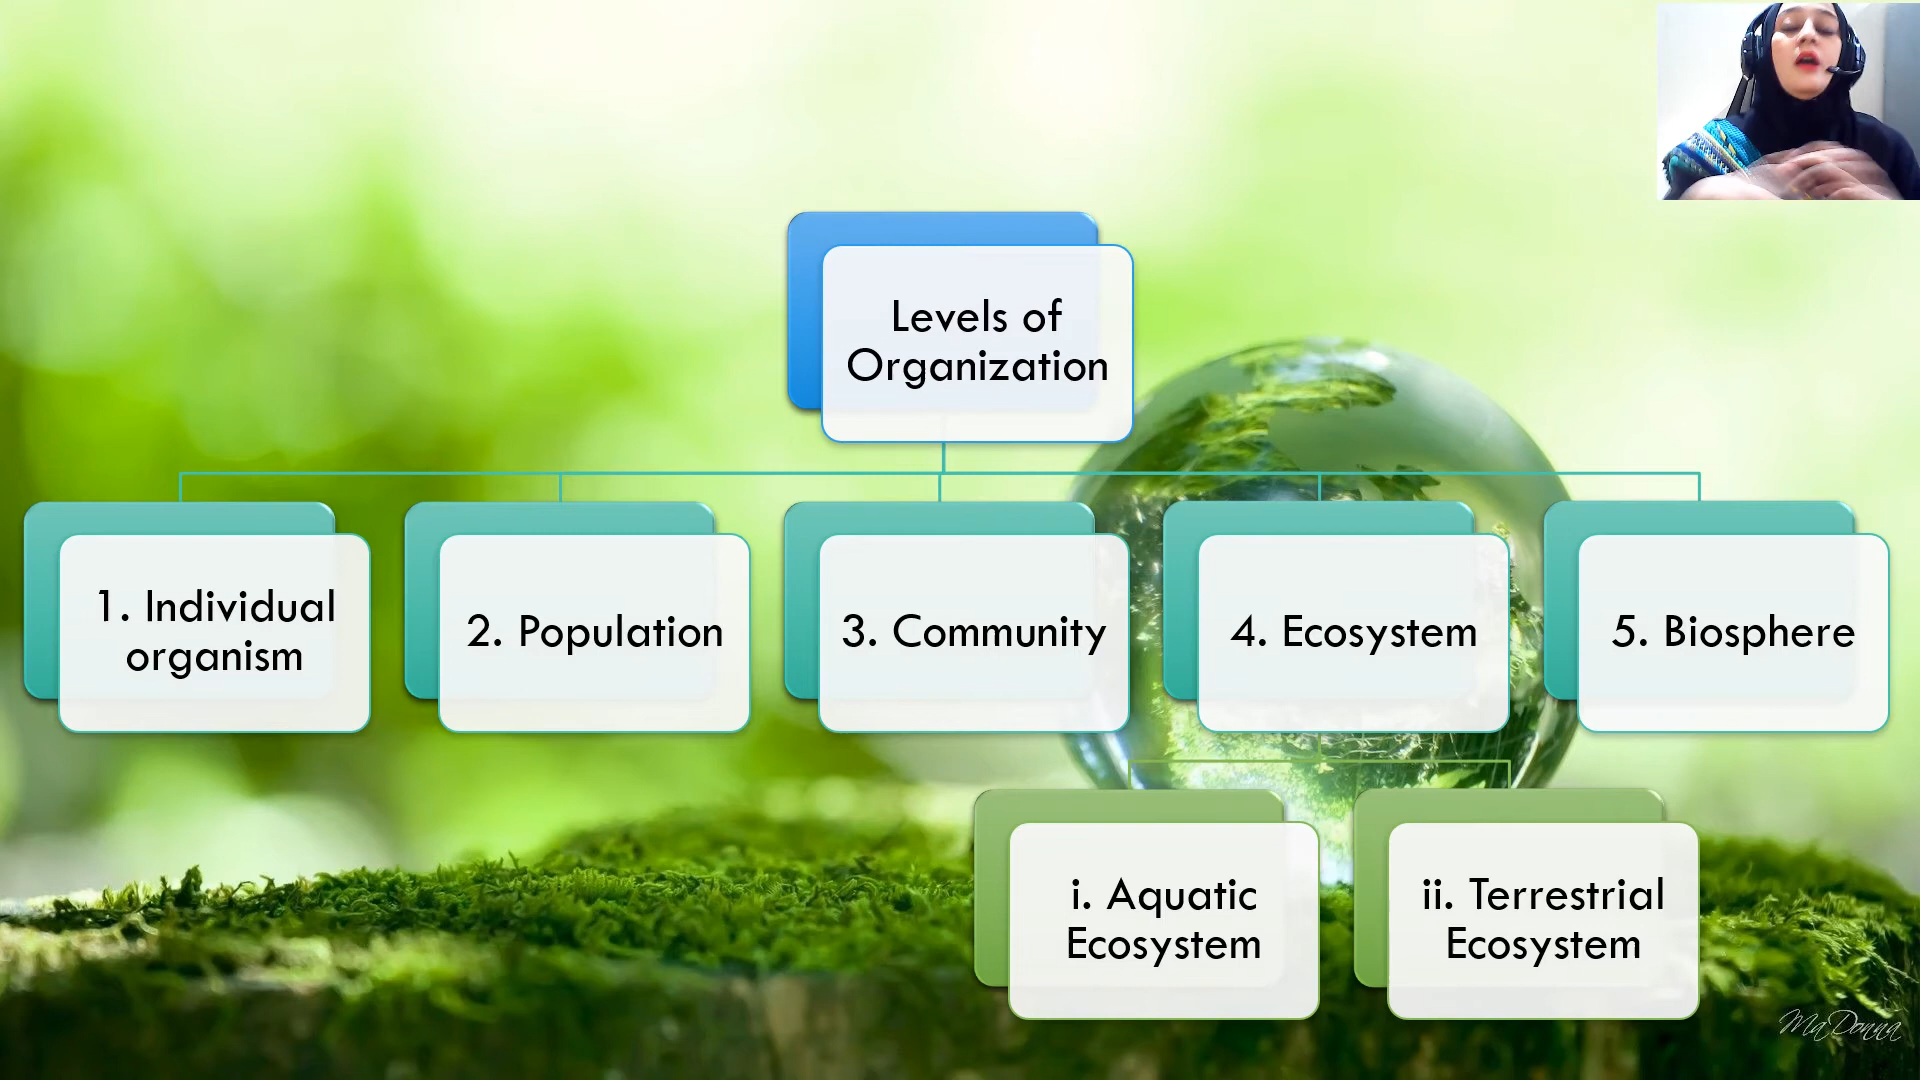 Levels of
Organization
1. Individual
organism
2. Population
3. Community
4. Ecosystem
5. Biosphere
i. Aquatic
Ecosystem
ii. Terrestrial
Ecosystem
MaDonna